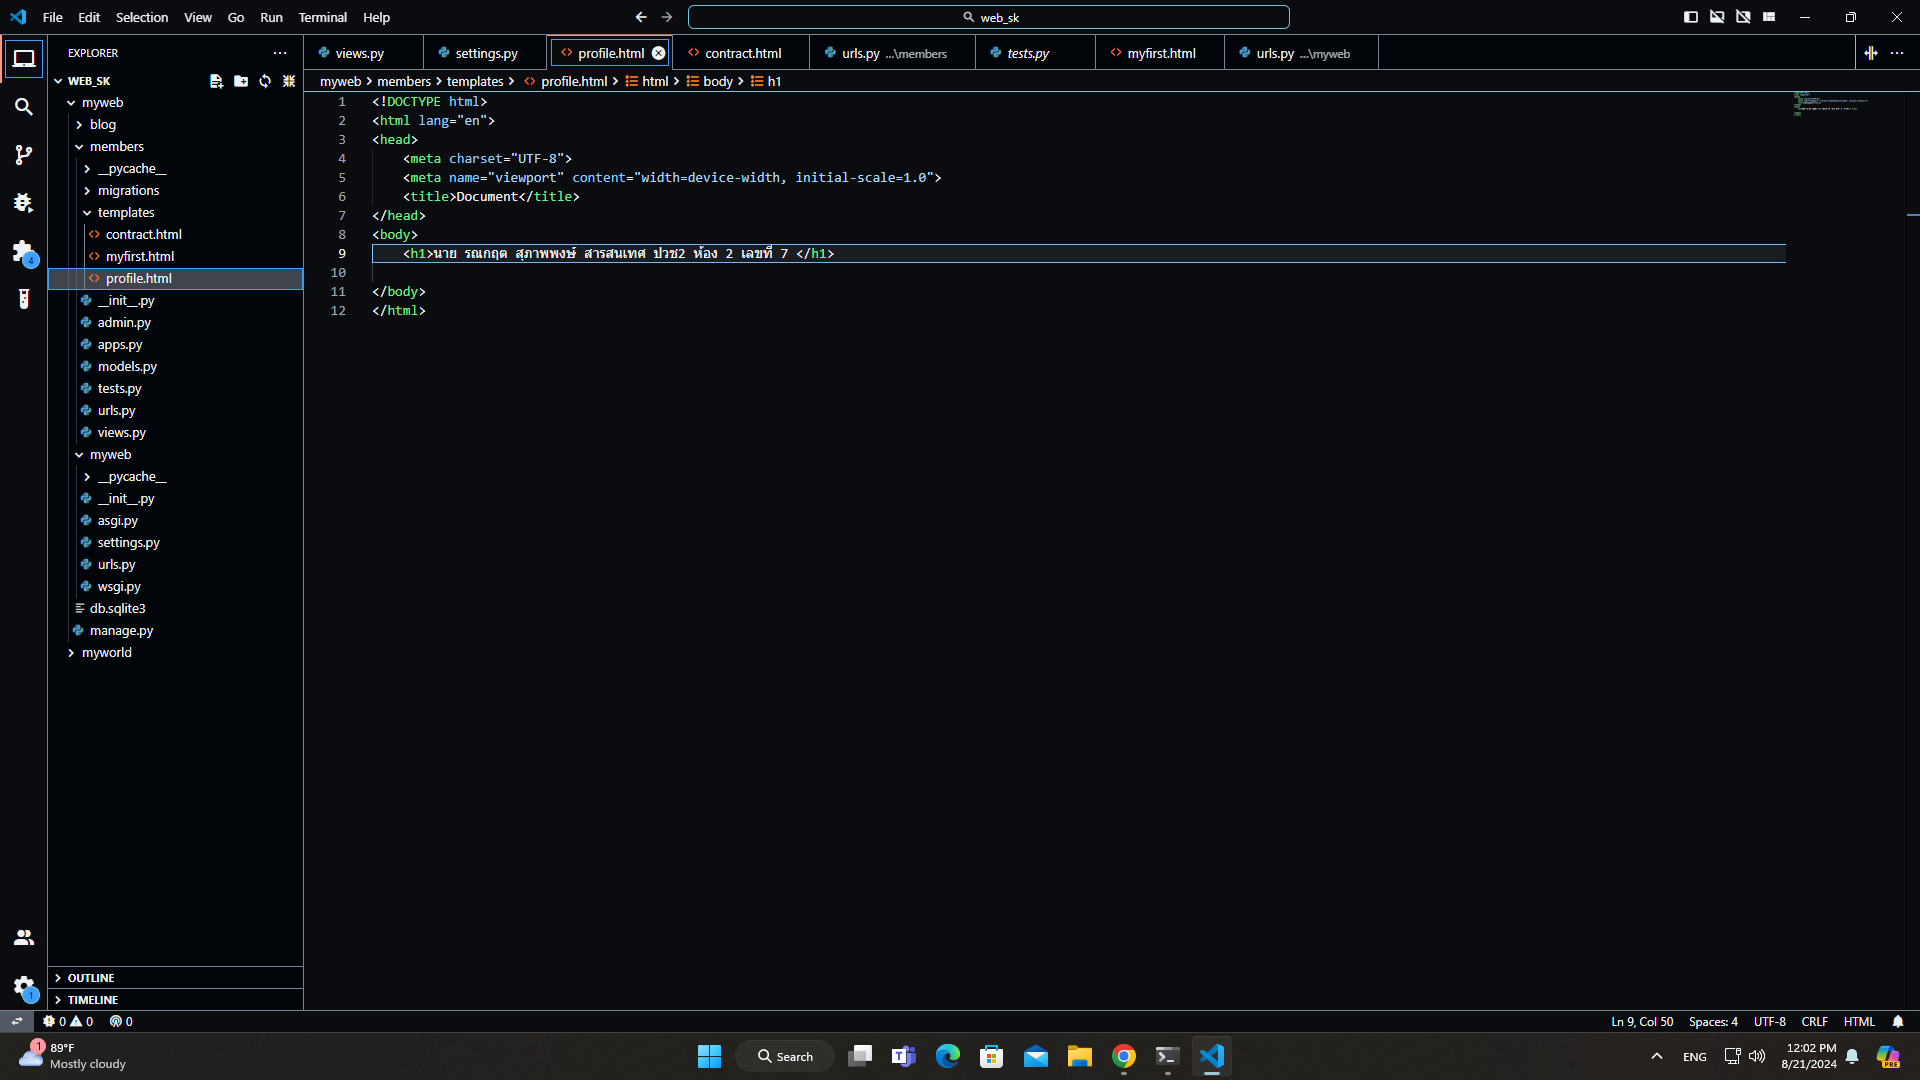 File Edit Selection View Go Run Terminal Help
web_sk
EXPLORER
views.py
settings.py
profile.html
contract.html
urls.py ...\members
tests.py
myfirst.html
urls.py ...\myweb
WEB_SK
myweb > members > templates > profile.html > html > body > h1
myweb
blog
members
__pycache__
migrations
templates
contract.html
myfirst.html
profile.html
__init__.py
admin.py
apps.py
models.py
tests.py
urls.py
views.py
myweb
__pycache__
__init__.py
asgi.py
settings.py
urls.py
wsgi.py
db.sqlite3
manage.py
myworld
OUTLINE
TIMELINE
1 <!DOCTYPE html>
2 <html lang="en">
3 <head>
4 <meta charset="UTF-8">
5 <meta name="viewport" content="width=device-width, initial-scale=1.0">
6 <title>Document</title>
7 </head>
8 <body>
9 <h1>นาย รณกฤต สุภาพพงษ์ สารสนเทศ ปวช2 ห้อง 2 เลขที่ 7 </h1>
10
11 </body>
12 </html>
4
1
0 0 0
Ln 9, Col 50 Spaces: 4 UTF-8 CRLF HTML
1
89°F
Mostly cloudy
Search
ENG
12:02 PM
8/21/2024
PRE